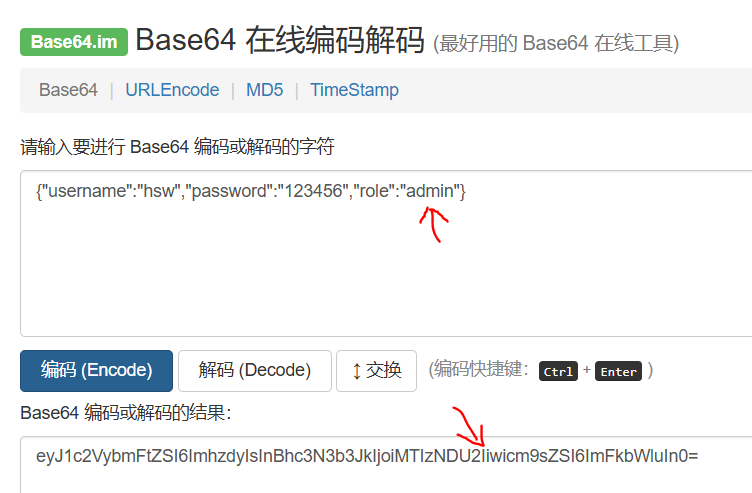 Base64.im Base64 在线编码解码 (最好用的 Base64 在线工具)
Base64 | URLEncode | MD5 | TimeStamp
请输入要进行 Base64 编码或解码的字符
{"username":"hsw","password":"123456","role":"admin"}
编码 (Encode) 解码 (Decode) ↕交换 (编码快捷键: Ctrl + Enter )
Base64 编码或解码的结果:
eyJ1c2VybmFtZSI6ImhzdyIsInBhc3N3b3JkIjoiMTIzNDU2Iiwicm9sZSI6ImFkbWluIn0=